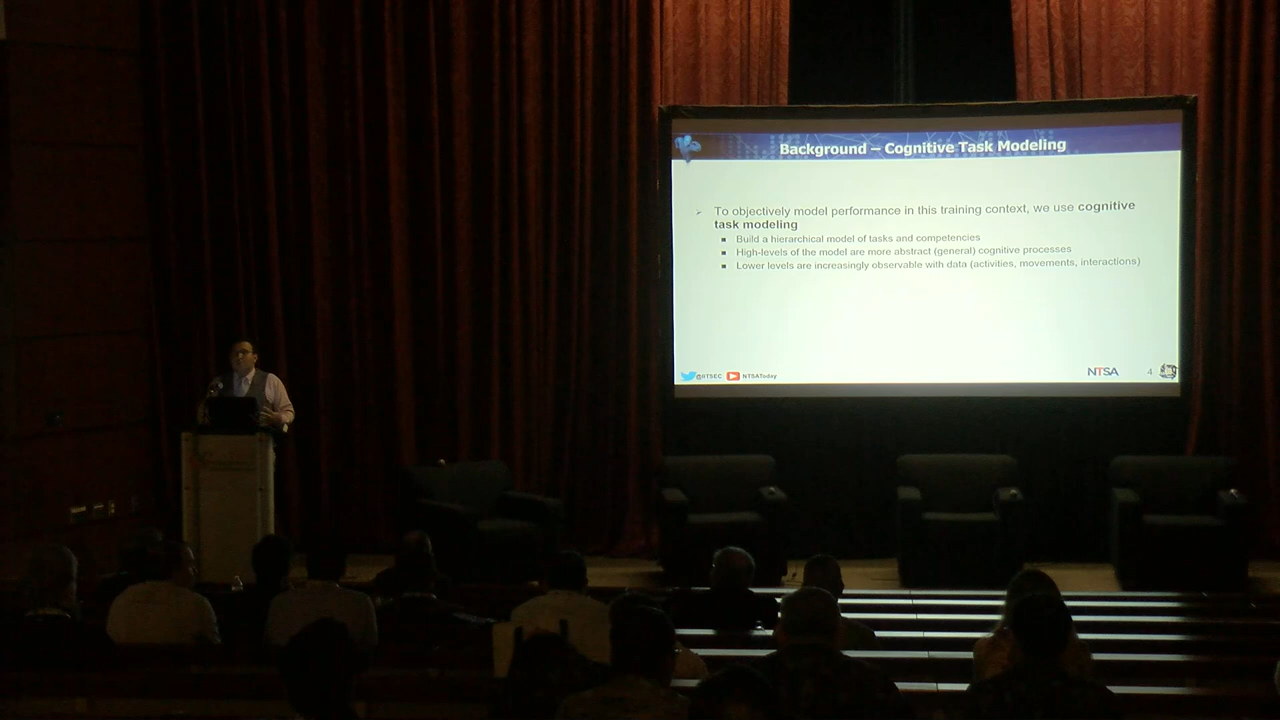 Background – Cognitive Task Modeling
➢ To objectively model performance in this training context, we use cognitive
task modeling
▪ Build a hierarchical model of tasks and competencies
▪ High-levels of the model are more abstract (general) cognitive processes
▪ Lower levels are increasingly observable with data (activities, movements, interactions)
@IITSEC NTSAToday
NTSA 4